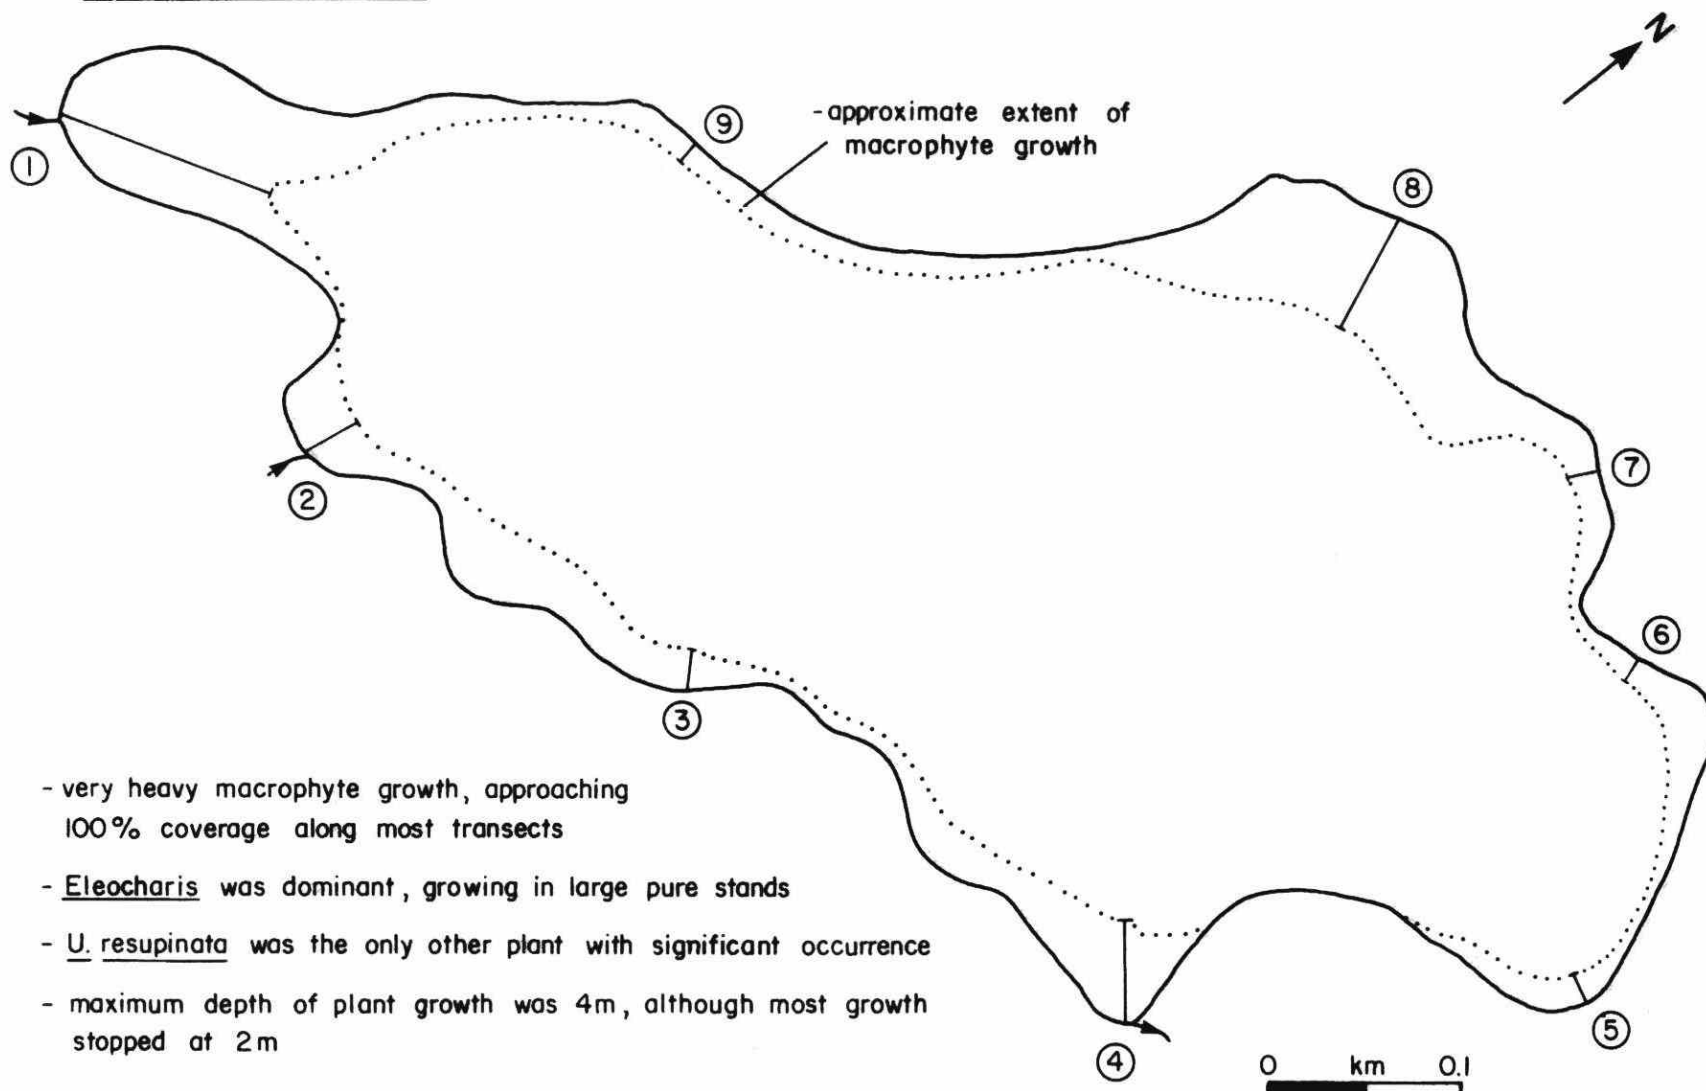 N
⑨
-approximate extent of
macrophyte growth
①
⑧
⑦
②
⑥
③
- very heavy macrophyte growth, approaching
100% coverage along most transects
- Eleocharis was dominant, growing in large pure stands
- U. resupinata was the only other plant with significant occurrence
- maximum depth of plant growth was 4m, although most growth
stopped at 2m
④
⑤
0 km 0.1